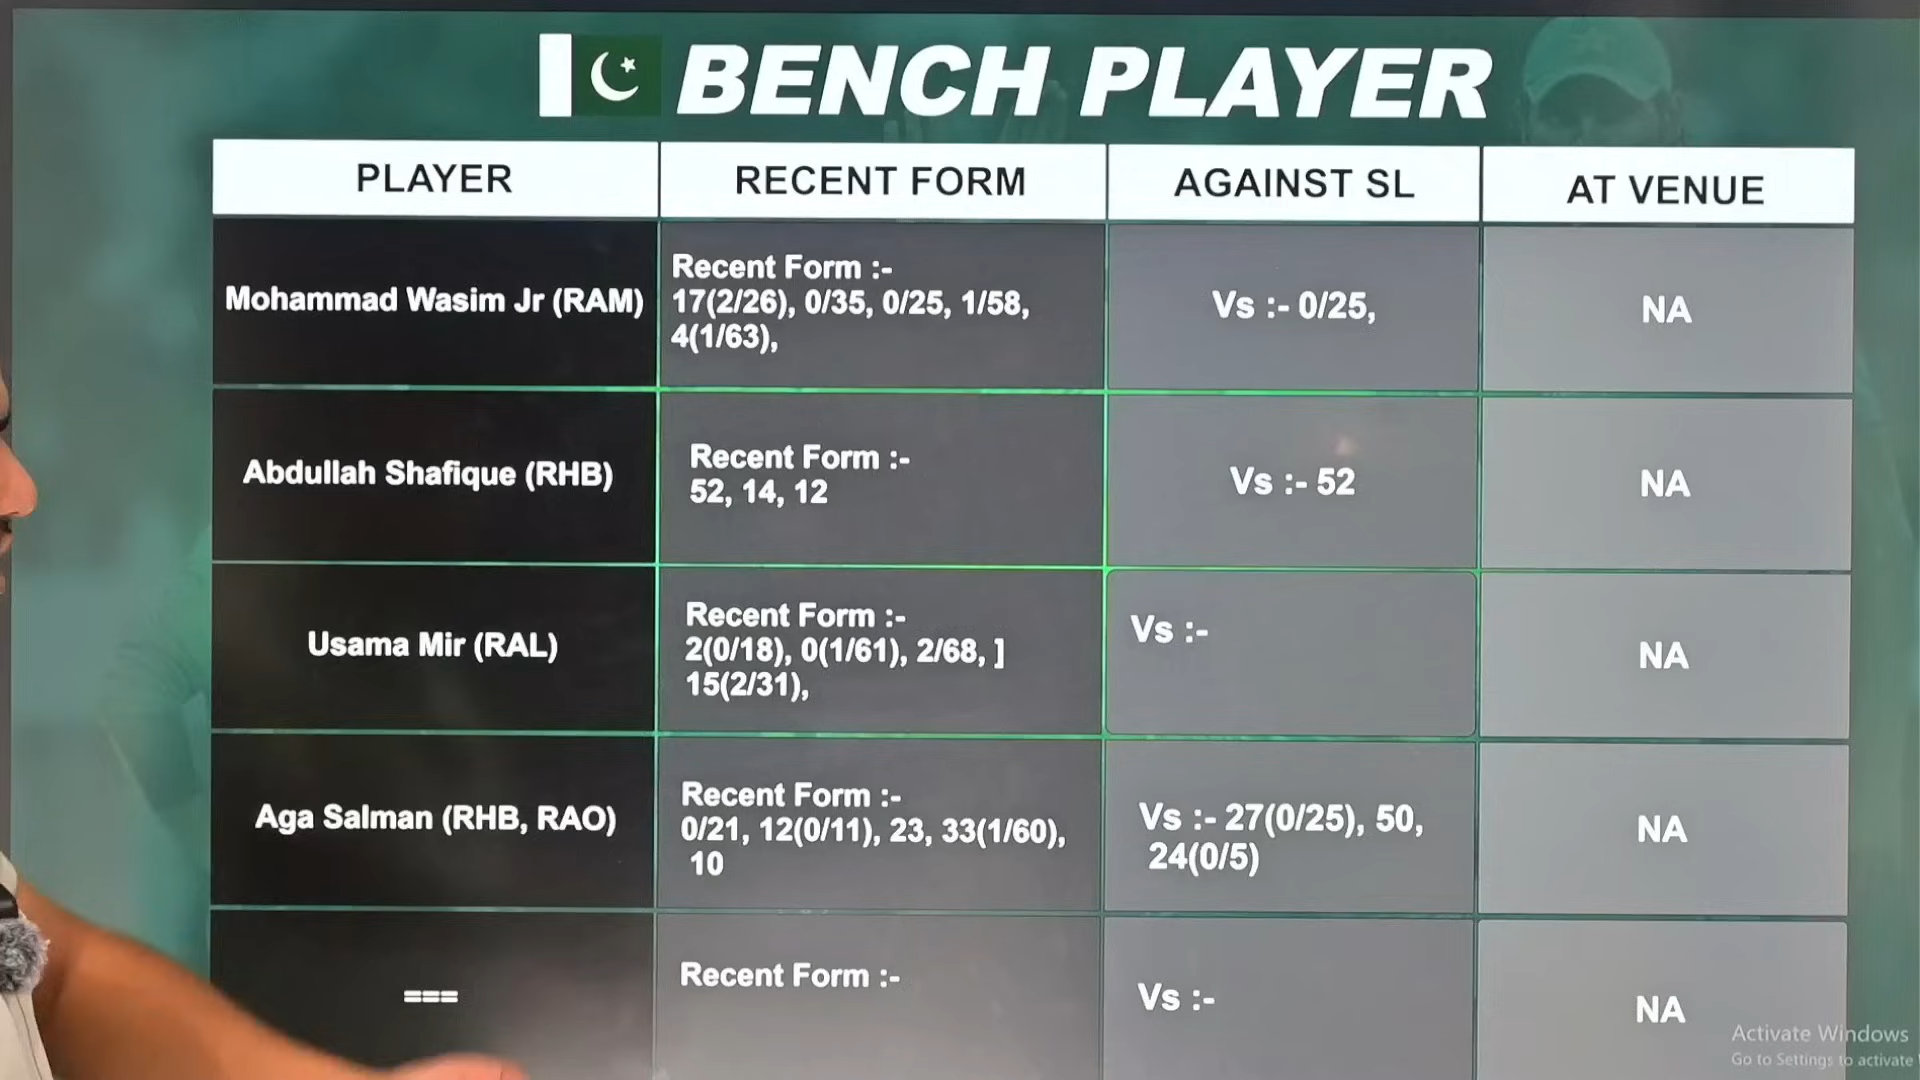 BENCH PLAYER
PLAYER
RECENT FORM
AGAINST SL
AT VENUE
Mohammad Wasim Jr (RAM)
Recent Form :-
17(2/26), 0/35, 0/25, 1/58,
4(1/63),
Vs :- 0/25,
NA
Abdullah Shafique (RHB)
Recent Form :-
52, 14, 12
Vs :- 52
NA
Usama Mir (RAL)
Recent Form :-
2(0/18), 0(1/61), 2/68, ]
15(2/31),
Vs :-
NA
Aga Salman (RHB, RAO)
Recent Form :-
0/21, 12(0/11), 23, 33(1/60),
10
Vs :- 27(0/25), 50,
24(0/5)
NA
===
Recent Form :-
Vs :-
NA
Activate Windows
Go to Settings to activate